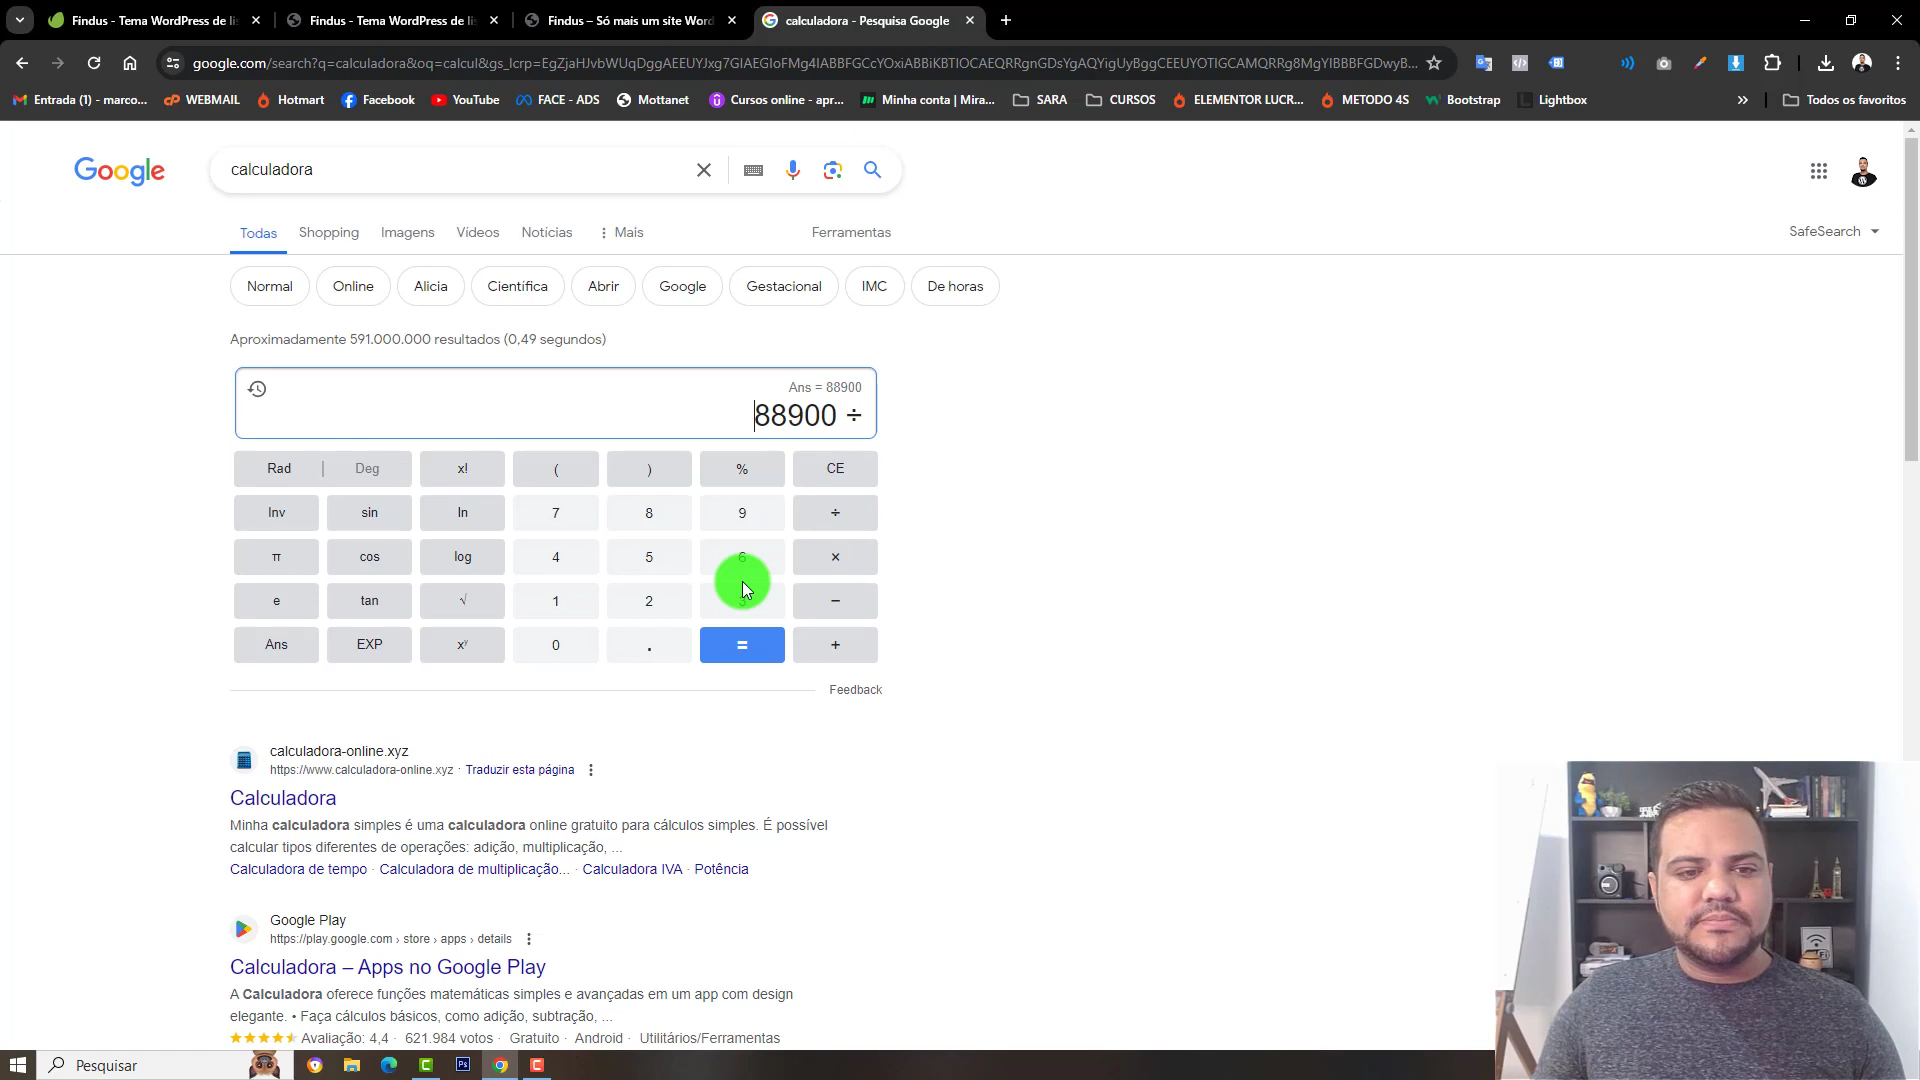 Findus - Tema WordPress de li
Findus - Tema WordPress de li
Findus – Só mais um site Word
calculadora - Pesquisa Google
google.com/search?q=calculadora&oq=calcul&gs_lcrp=EgZjaHJvbWUqDggAEEUYJxg7GIAEGIoFMg4IABBFGCcYOxiABBiKBTIOCAEQRRgnGDsYgAQYigUyBggCEEUYOTIGCAMQRRg8MgYIBBBFGDwyB...
Entrada (1) - marco...
WEBMAIL
Hotmart
Facebook
YouTube
FACE - ADS
Mottanet
Cursos online - apr...
Minha conta | Mira...
SARA
CURSOS
ELEMENTOR LUCR...
METODO 4S
Bootstrap
Lightbox
Todos os favoritos
Google
calculadora
Todas
Shopping
Imagens
Vídeos
Notícias
Mais
Ferramentas
SafeSearch
Normal
Online
Alicia
Científica
Abrir
Google
Gestacional
IMC
De horas
Aproximadamente 591.000.000 resultados (0,49 segundos)
Ans = 88900
88900 ÷
Rad | Deg x! ( ) % CE
Inv sin ln 7 8 9 ÷
π cos log 4 5 6 ×
e tan √ 1 2 3 −
Ans EXP xʸ 0 . = +
Feedback
calculadora-online.xyz
https://www.calculadora-online.xyz · Traduzir esta página
Calculadora
Minha calculadora simples é uma calculadora online gratuito para cálculos simples. É possível
calcular tipos diferentes de operações: adição, multiplicação, ...
Calculadora de tempo · Calculadora de multiplicação... · Calculadora IVA · Potência
Google Play
https://play.google.com › store › apps › details
Calculadora – Apps no Google Play
A Calculadora oferece funções matemáticas simples e avançadas em um app com design
elegante. • Faça cálculos básicos, como adição, subtração, ...
Avaliação: 4,4 · 621.984 votos · Gratuito · Android · Utilitários/Ferramentas
Pesquisar
Ps